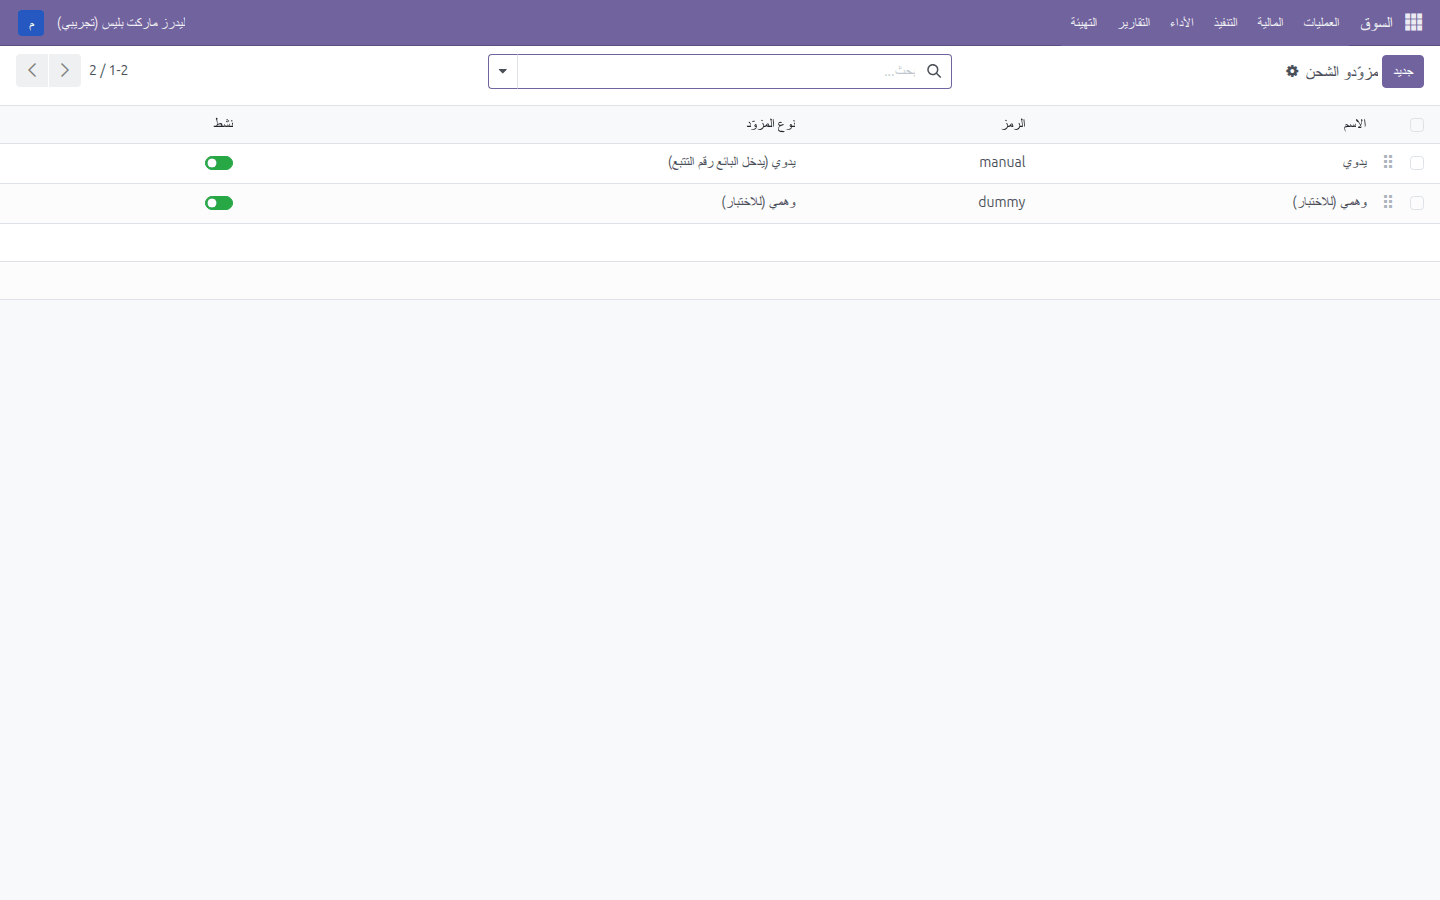 السوق العمليات المالية التنفيذ الأداء التقارير التهيئة ليدرز ماركت بليس (تجريبي) م
جديد مزوّدو الشحن بحث... 1-2 / 2
الاسم الرمز نوع المزوّد نشط
يدوي manual يدوي (يدخل البائع رقم التتبع)
وهمي (للاختبار) dummy وهمي (للاختبار)